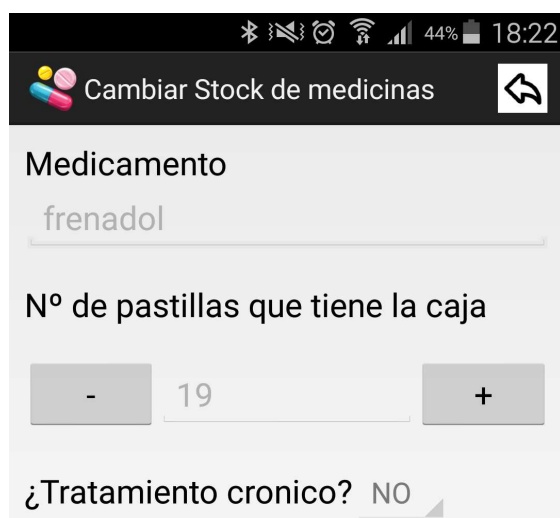 44% 18:22
Cambiar Stock de medicinas
Medicamento
frenadol
Nº de pastillas que tiene la caja
- 19 +
¿Tratamiento cronico? NO